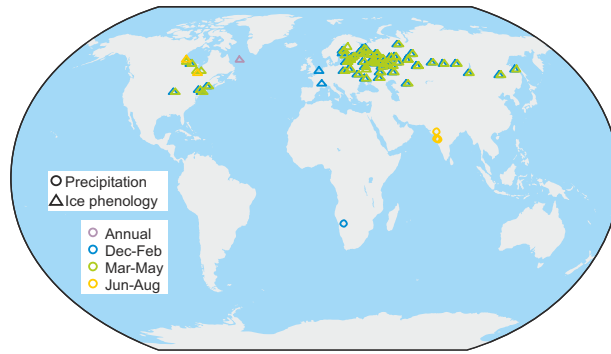 Precipitation
Ice phenology
Annual
Dec-Feb
Mar-May
Jun-Aug